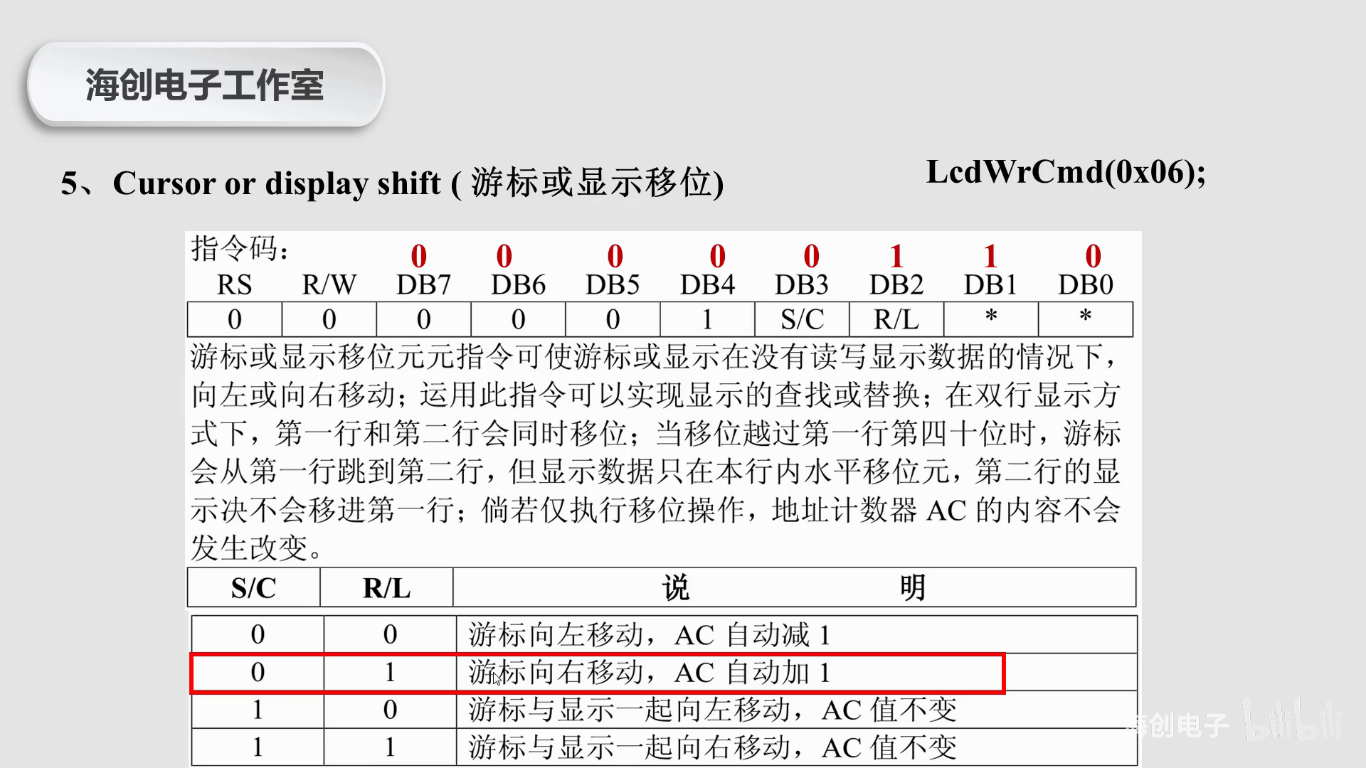 海创电子工作室
5、Cursor or display shift ( 游标或显示移位)
LcdWrCmd(0x06);
指令码：
0 0 0 0 0 1 1 0
RS R/W DB7 DB6 DB5 DB4 DB3 DB2 DB1 DB0
0 0 0 0 0 1 S/C R/L * *
游标或显示移位元元指令可使游标或显示在没有读写显示数据的情况下，
向左或向右移动；运用此指令可以实现显示的查找或替换；在双行显示方
式下，第一行和第二行会同时移位；当移位越过第一行第四十位时，游标
会从第一行跳到第二行，但显示数据只在本行内水平移位元，第二行的显
示决不会移进第一行；倘若仅执行移位操作，地址计数器 AC 的内容不会
发生改变。
S/C R/L 说 明
0 0 游标向左移动，AC 自动减 1
0 1 游标向右移动，AC 自动加 1
1 0 游标与显示一起向左移动，AC 值不变
1 1 游标与显示一起向右移动，AC 值不变
海创电子 bilibili